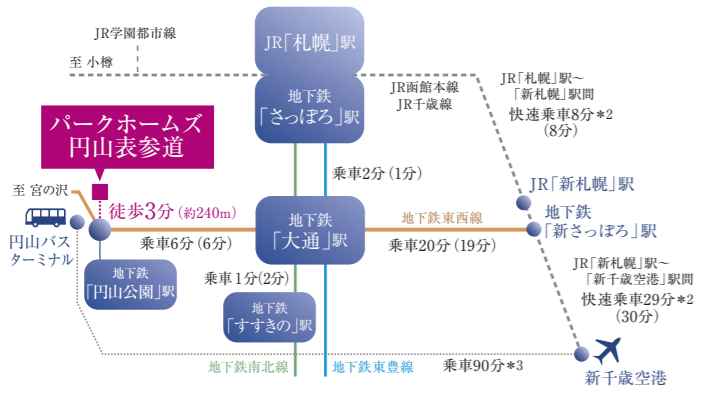 JR学園都市線
至 小樽
JR「札幌」駅
地下鉄
「さっぽろ」駅
JR函館本線
JR千歳線
JR「札幌」駅〜
「新札幌」駅間
快速乗車8分*2
(8分)
パークホームズ
円山表参道
乗車2分(1分)
至 宮の沢
徒歩3分(約240m)
JR「新札幌」駅
地下鉄
「大通」駅
地下鉄東西線
地下鉄
「新さっぽろ」駅
円山バス
ターミナル
乗車6分(6分)
乗車20分(19分)
地下鉄
「円山公園」駅
乗車1分(2分)
JR「新札幌」駅〜
「新千歳空港」駅間
快速乗車29分*2
(30分)
地下鉄
「すすきの」駅
地下鉄南北線
地下鉄東豊線
乗車90分*3
新千歳空港